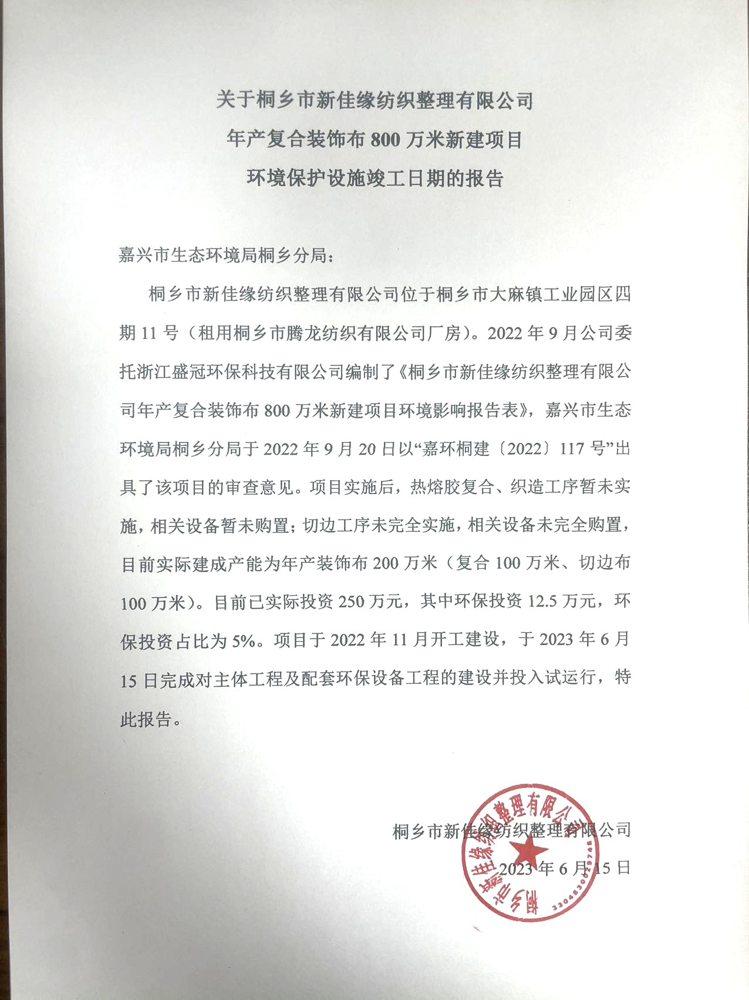 关于桐乡市新佳缘纺织整理有限公司
年产复合装饰布 800 万米新建项目
环境保护设施竣工日期的报告
嘉兴市生态环境局桐乡分局：
桐乡市新佳缘纺织整理有限公司位于桐乡市大麻镇工业园区四
期 11 号（租用桐乡市腾龙纺织有限公司厂房）。2022 年 9 月公司委
托浙江盛冠环保科技有限公司编制了《桐乡市新佳缘纺织整理有限公
司年产复合装饰布 800 万米新建项目环境影响报告表》，嘉兴市生态
环境局桐乡分局于 2022 年 9 月 20 日以“嘉环桐建〔2022〕117 号”出
具了该项目的审查意见。项目实施后，热熔胶复合、织造工序暂未实
施，相关设备暂未购置；切边工序未完全实施，相关设备未完全购置，
目前实际建成产能为年产装饰布 200 万米（复合 100 万米、切边布
100 万米）。目前已实际投资 250 万元，其中环保投资 12.5 万元，环
保投资占比为 5%。项目于 2022 年 11 月开工建设，于 2023 年 6 月
15 日完成对主体工程及配套环保设备工程的建设并投入试运行，特
此报告。
桐乡市新佳缘纺织整理有限公司
2023 年 6 月 15 日
桐乡市新佳缘纺织整理有限公司
3304830029748